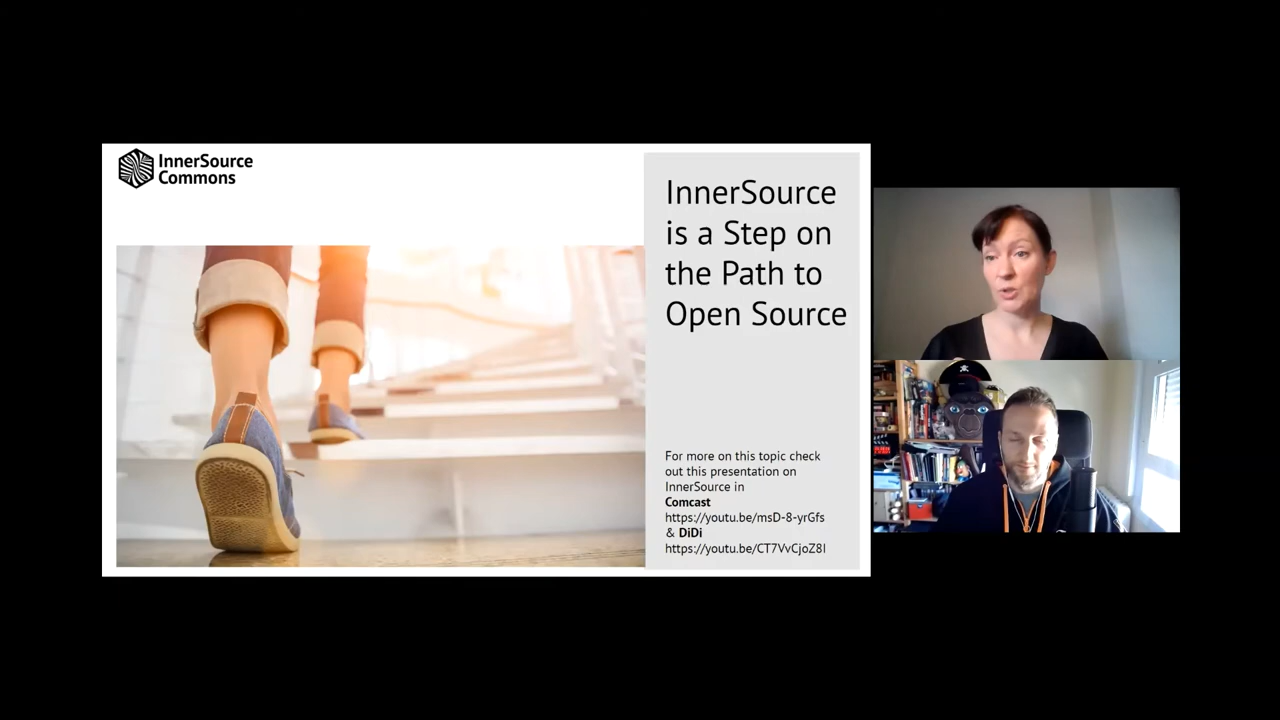 InnerSource
Commons
InnerSource
is a Step on
the Path to
Open Source
For more on this topic check
out this presentation on
InnerSource in
Comcast
https://youtu.be/msD-8-yrGfs
& DiDi
https://youtu.be/CT7VvCjoZ8I